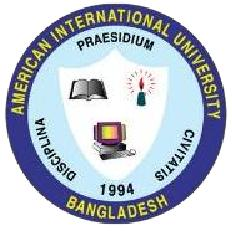 AMERICAN INTERNATIONAL UNIVERSITY
PRAESIDIUM
DISCIPLINA
CIVITATIS
1994
BANGLADESH